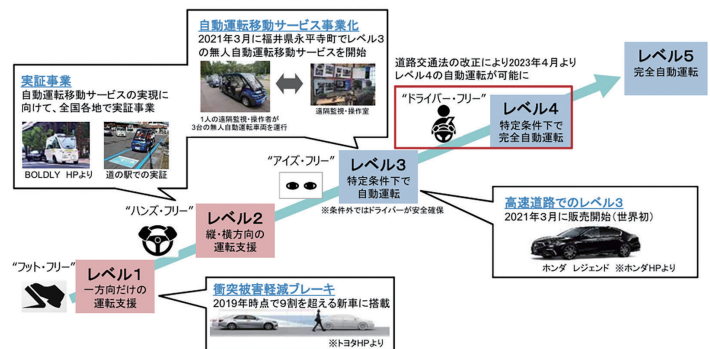 自動運転移動サービス事業化
2021年3月に福井県永平寺町でレベル3
の無人自動運転移動サービスを開始
1人の遠隔監視・操作者が
3台の無人自動運転車両を運行
遠隔監視・操作室
実証事業
自動運転移動サービスの実現に
向けて、全国各地で実証事業
BOLDLY HPより
道の駅での実証
道路交通法の改正により2023年4月より
レベル4の自動運転が可能に
レベル5
完全自動運転
“ドライバー・フリー”
レベル4
特定条件下で
完全自動運転
“アイズ・フリー”
レベル3
特定条件下で
自動運転
※条件外ではドライバーが安全確保
“ハンズ・フリー”
レベル2
縦・横方向の
運転支援
高速道路でのレベル3
2021年3月に販売開始(世界初)
ホンダ レジェンド ※ホンダHPより
“フット・フリー”
レベル1
一方向だけの
運転支援
衝突被害軽減ブレーキ
2019年時点で9割を超える新車に搭載
※トヨタHPより